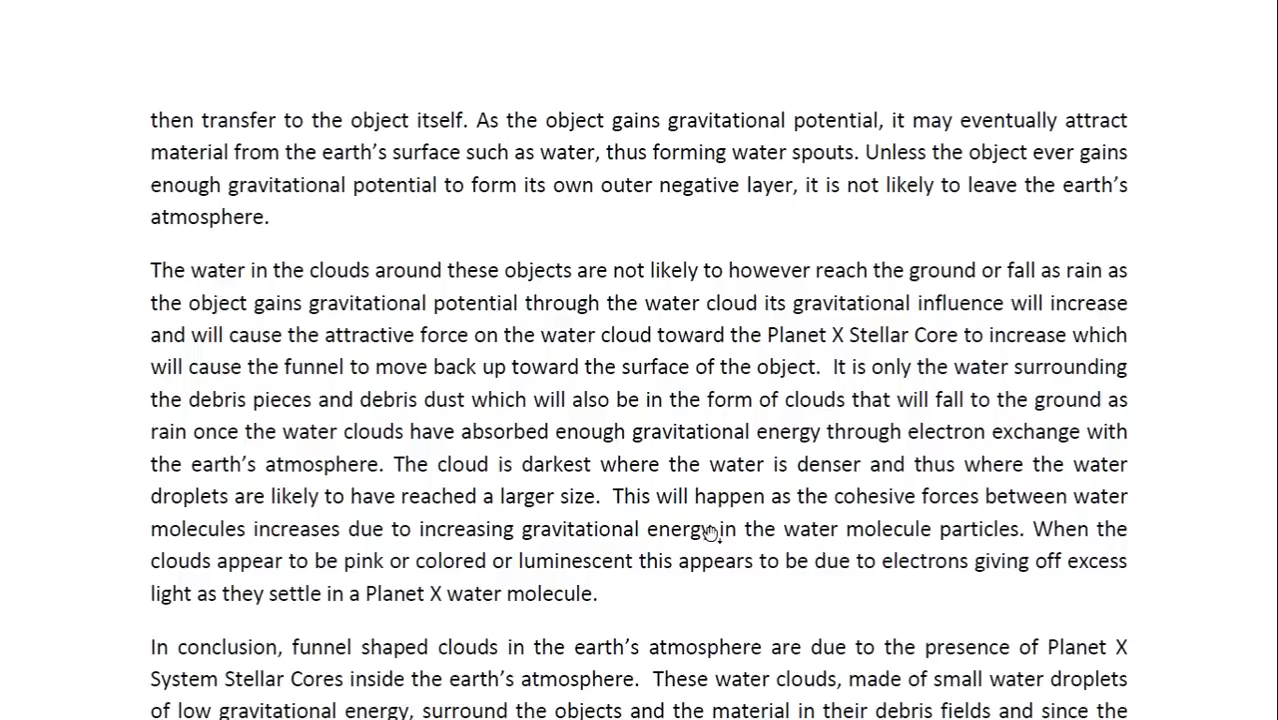 then transfer to the object itself. As the object gains gravitational potential, it may eventually attract
material from the earth’s surface such as water, thus forming water spouts. Unless the object ever gains
enough gravitational potential to form its own outer negative layer, it is not likely to leave the earth’s
atmosphere.
The water in the clouds around these objects are not likely to however reach the ground or fall as rain as
the object gains gravitational potential through the water cloud its gravitational influence will increase
and will cause the attractive force on the water cloud toward the Planet X Stellar Core to increase which
will cause the funnel to move back up toward the surface of the object.  It is only the water surrounding
the debris pieces and debris dust which will also be in the form of clouds that will fall to the ground as
rain once the water clouds have absorbed enough gravitational energy through electron exchange with
the earth’s atmosphere. The cloud is darkest where the water is denser and thus where the water
droplets are likely to have reached a larger size.  This will happen as the cohesive forces between water
molecules increases due to increasing gravitational energy in the water molecule particles. When the
clouds appear to be pink or colored or luminescent this appears to be due to electrons giving off excess
light as they settle in a Planet X water molecule.
In conclusion, funnel shaped clouds in the earth’s atmosphere are due to the presence of Planet X
System Stellar Cores inside the earth’s atmosphere.  These water clouds, made of small water droplets
of low gravitational energy, surround the objects and the material in their debris fields and since the